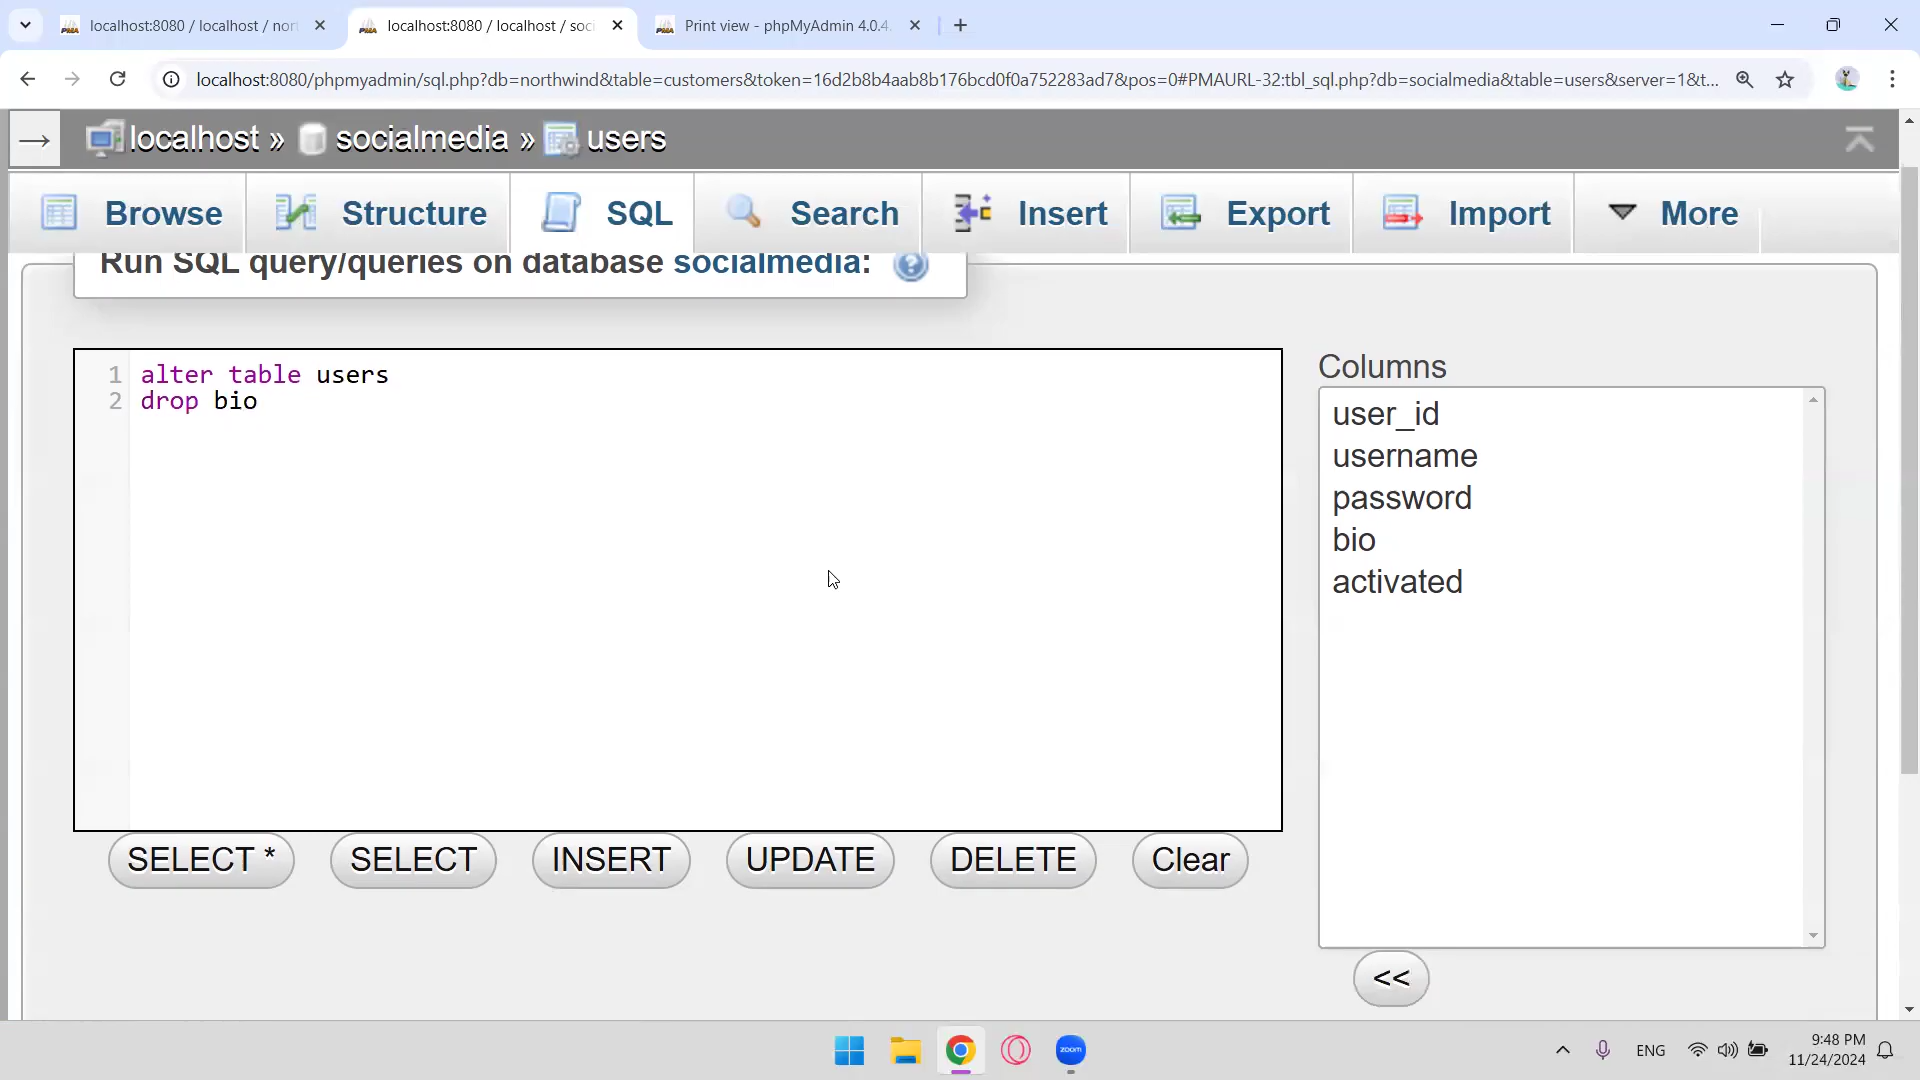 localhost:8080 / localhost / nort
localhost:8080 / localhost / soci
Print view - phpMyAdmin 4.0.4.
localhost:8080/phpmyadmin/sql.php?db=northwind&table=customers&token=16d2b8b4aab8b176bcd0f0a752283ad7&pos=0#PMAURL-32:tbl_sql.php?db=socialmedia&table=users&server=1&t...
localhost » socialmedia » users
Browse Structure SQL Search Insert Export Import More
Run SQL query/queries on database socialmedia:
1 alter table users
2 drop bio
Columns
user_id
username
password
bio
activated
SELECT * SELECT INSERT UPDATE DELETE Clear
<<
zoom
ENG
9:48 PM
11/24/2024